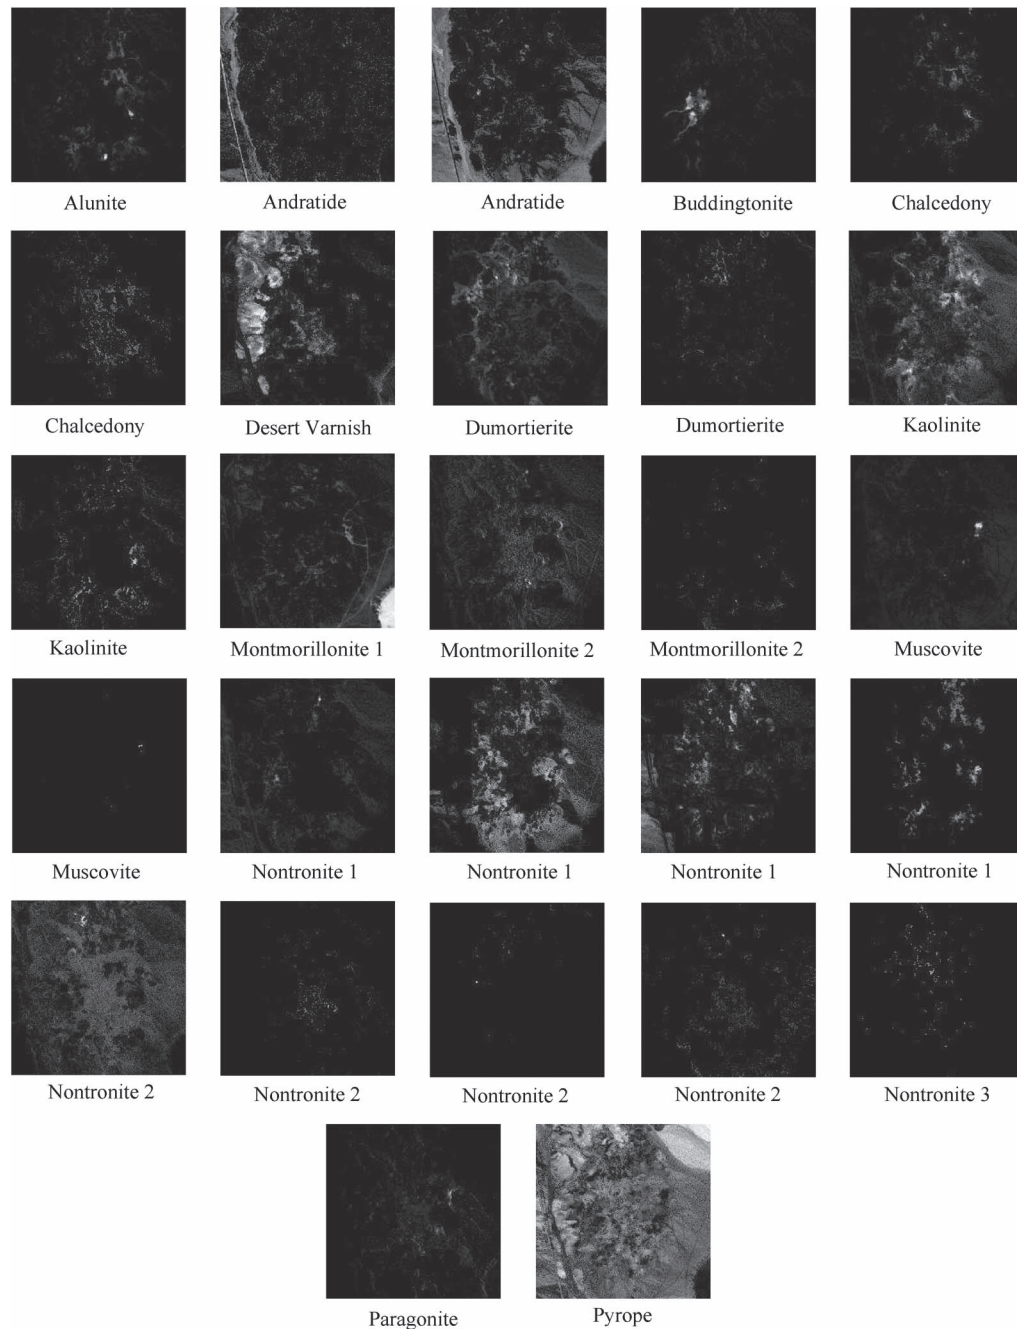 Alunite
Andratide
Andratide
Buddingtonite
Chalcedony
Chalcedony
Desert Varnish
Dumortierite
Dumortierite
Kaolinite
Kaolinite
Montmorillonite 1
Montmorillonite 2
Montmorillonite 2
Muscovite
Muscovite
Nontronite 1
Nontronite 1
Nontronite 1
Nontronite 1
Nontronite 2
Nontronite 2
Nontronite 2
Nontronite 2
Nontronite 3
Paragonite
Pyrope